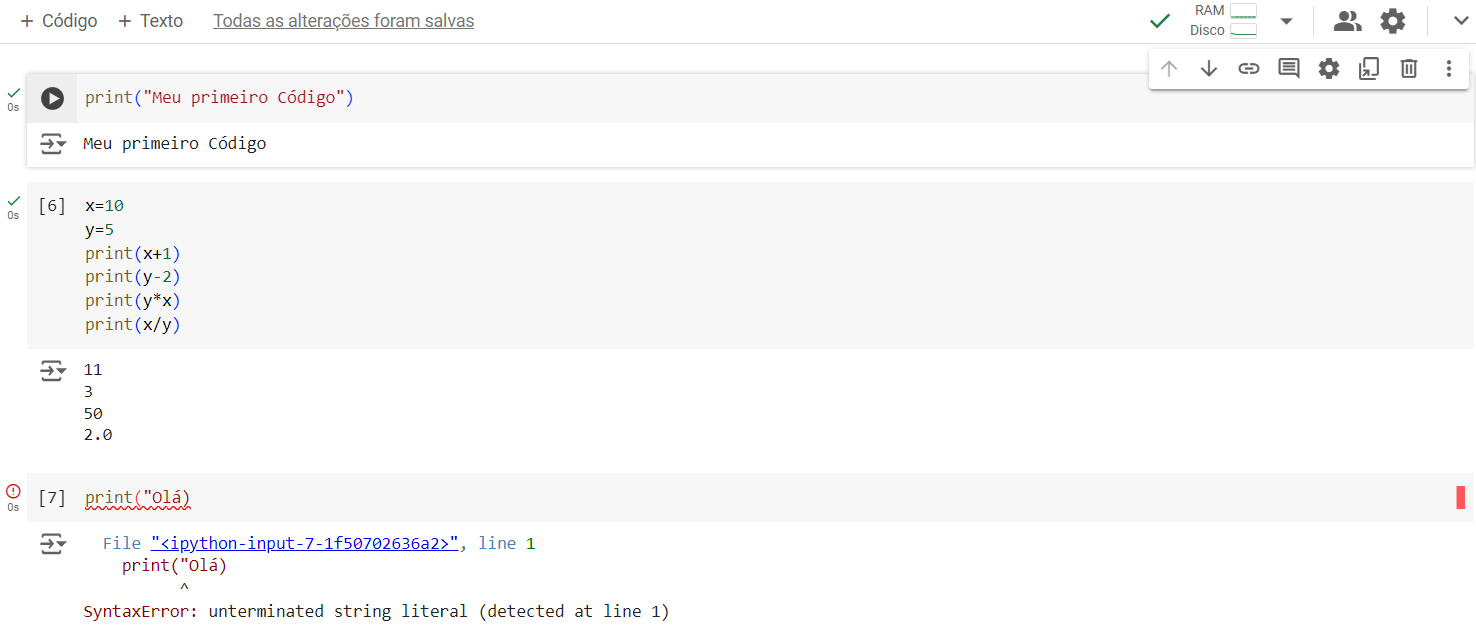 + Código + Texto Todas as alterações foram salvas
RAM
Disco
0s
print("Meu primeiro Código")
Meu primeiro Código
0s
[6]
x=10
y=5
print(x+1)
print(y-2)
print(y*x)
print(x/y)
11
3
50
2.0
0s
[7] print("Olá)
File "<ipython-input-7-1f50702636a2>", line 1
print("Olá)
^
SyntaxError: unterminated string literal (detected at line 1)